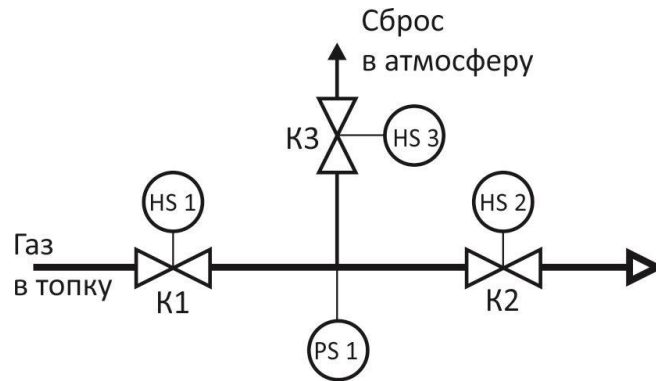 Сброс
в атмосферу
К3
HS 3
HS 1
HS 2
Газ
в топку
К1
К2
PS 1